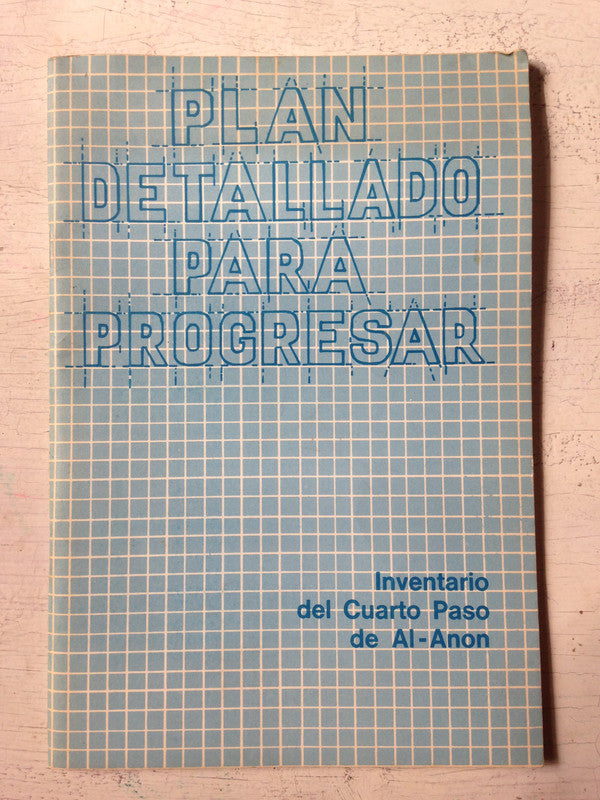 PLAN
DETALLADO
PARA
PROGRESAR
Inventario
del Cuarto Paso
de Al-Anon